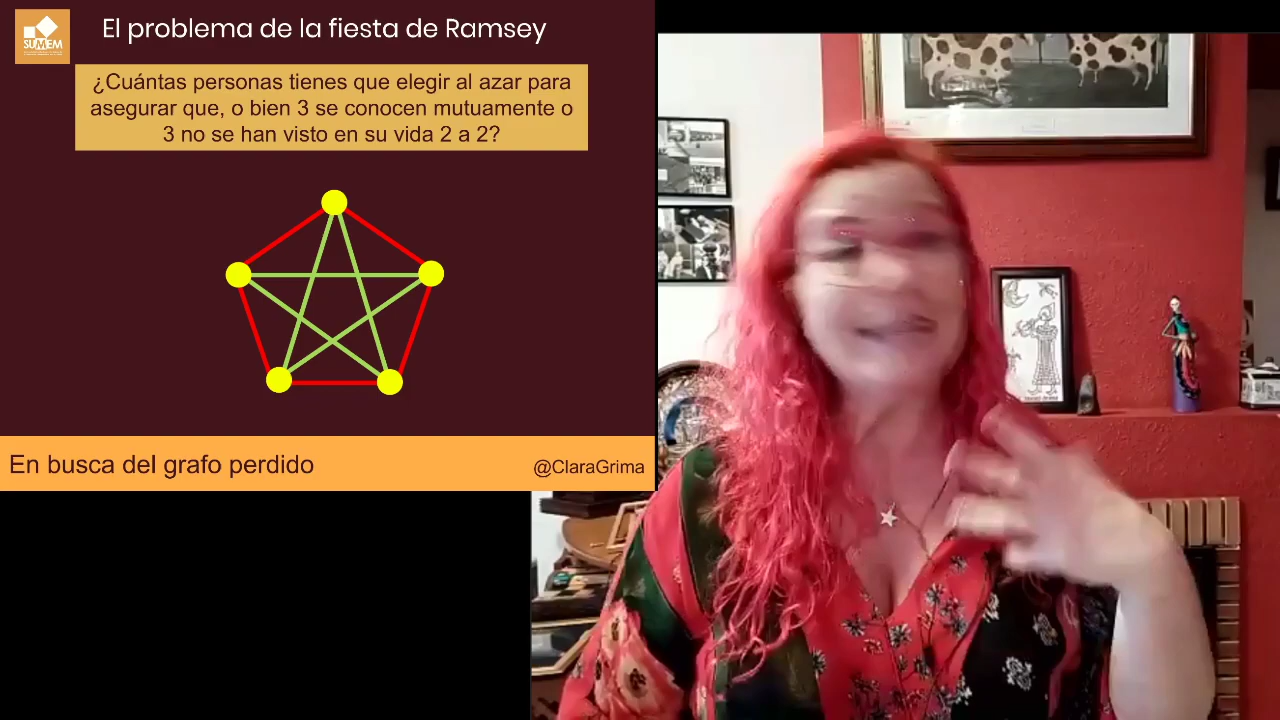 SUMEM
El problema de la fiesta de Ramsey
¿Cuántas personas tienes que elegir al azar para
asegurar que, o bien 3 se conocen mutuamente o
3 no se han visto en su vida 2 a 2?
En busca del grafo perdido
@ClaraGrima